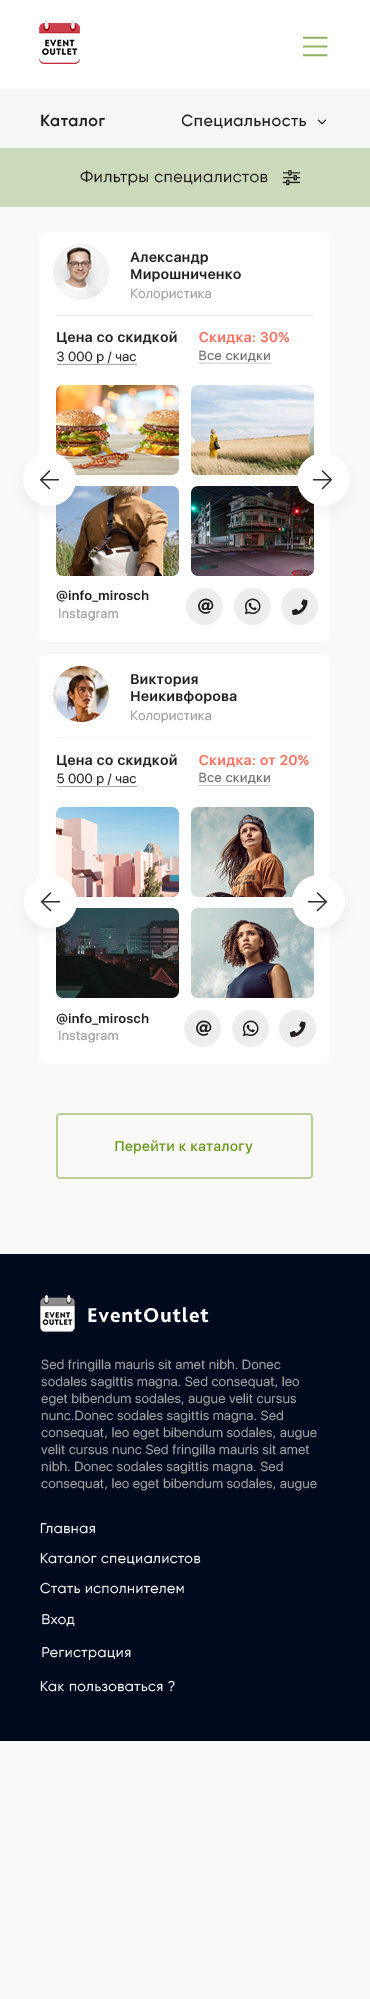 EVENT
OUTLET
Каталог
Специальность
Фильтры специалистов
Александр
Мирошниченко
Колористика
Цена со скидкой
Скидка: 30%
3 000 р / час
Все скидки
@info_mirosch
Instagram
Виктория
Неикивфорова
Колористика
Цена со скидкой
Скидка: от 20%
5 000 р / час
Все скидки
@info_mirosch
Instagram
Перейти к каталогу
EVENT
OUTLET
EventOutlet
Sed fringilla mauris sit amet nibh. Donec
sodales sagittis magna. Sed consequat, leo
eget bibendum sodales, augue velit cursus
nunc.Donec sodales sagittis magna. Sed
consequat, leo eget bibendum sodales, augue
velit cursus nunc Sed fringilla mauris sit amet
nibh. Donec sodales sagittis magna. Sed
consequat, leo eget bibendum sodales, augue
Главная
Каталог специалистов
Стать исполнителем
Вход
Регистрация
Как пользоваться ?